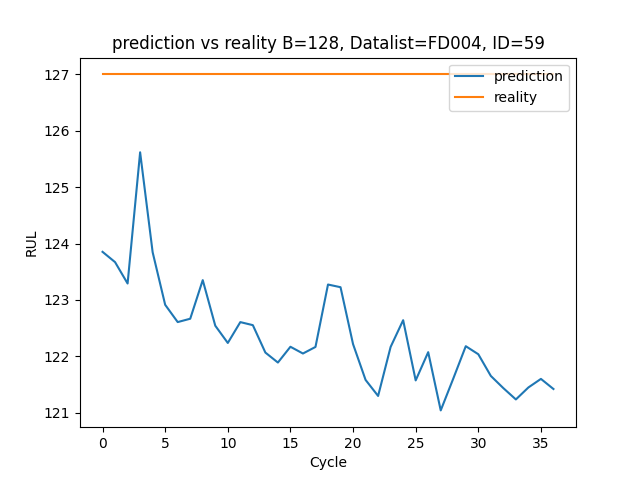 prediction vs reality B=128, Datalist=FD004, ID=59
127
126
125
124
123
122
121
RUL
prediction
reality
0 5 10 15 20 25 30 35
Cycle